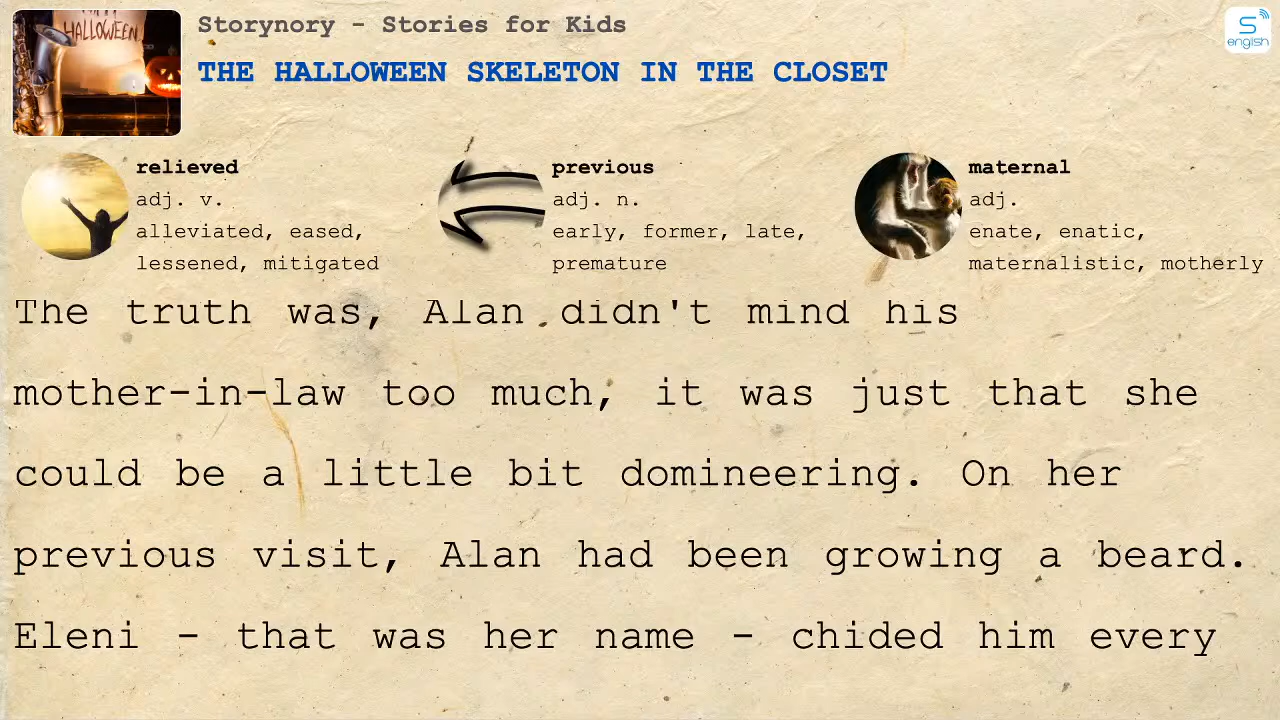 HALLOWEEN
Storynory - Stories for Kids
THE HALLOWEEN SKELETON IN THE CLOSET
S
english
relieved
adj. v.
alleviated, eased,
lessened, mitigated
previous
adj. n.
early, former, late,
premature
maternal
adj.
enate, enatic,
maternalistic, motherly
The truth was, Alan didn't mind his
mother-in-law too much, it was just that she
could be a little bit domineering. On her
previous visit, Alan had been growing a beard.
Eleni - that was her name - chided him every